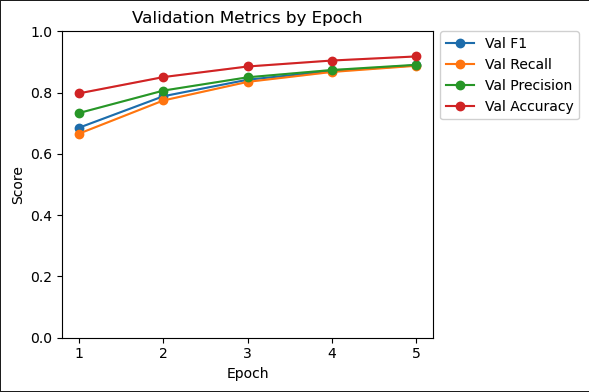 Validation Metrics by Epoch
1.0
0.8
0.6
0.4
0.2
0.0
Score
1 2 3 4 5
Epoch
Val F1
Val Recall
Val Precision
Val Accuracy